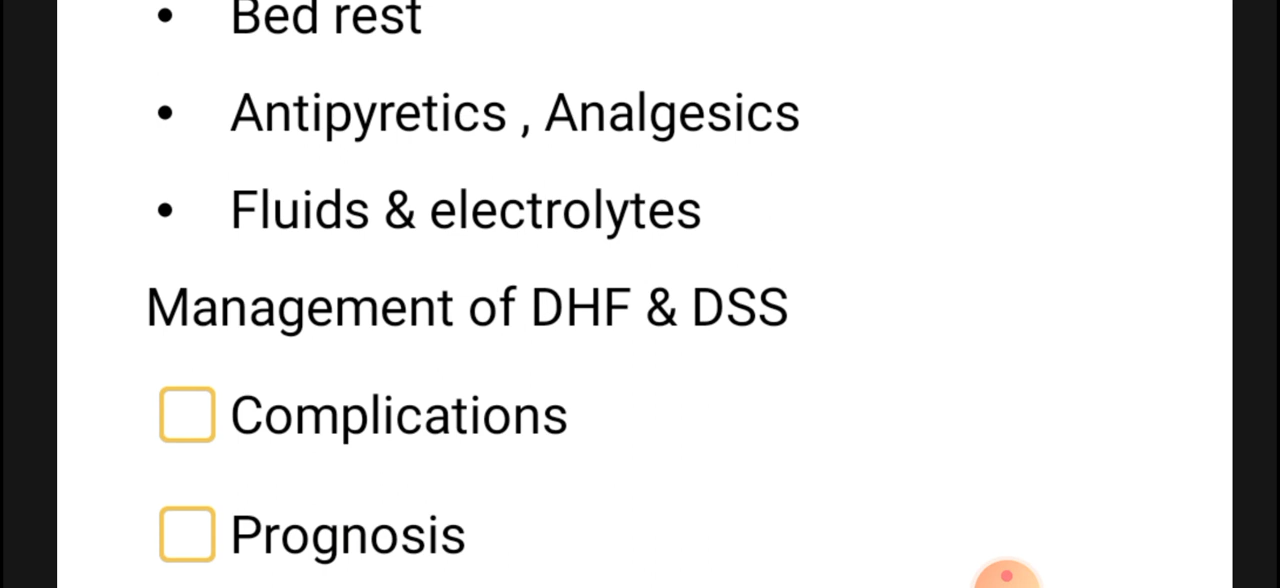 • Bed rest
• Antipyretics , Analgesics
• Fluids & electrolytes
Management of DHF & DSS
Complications
Prognosis